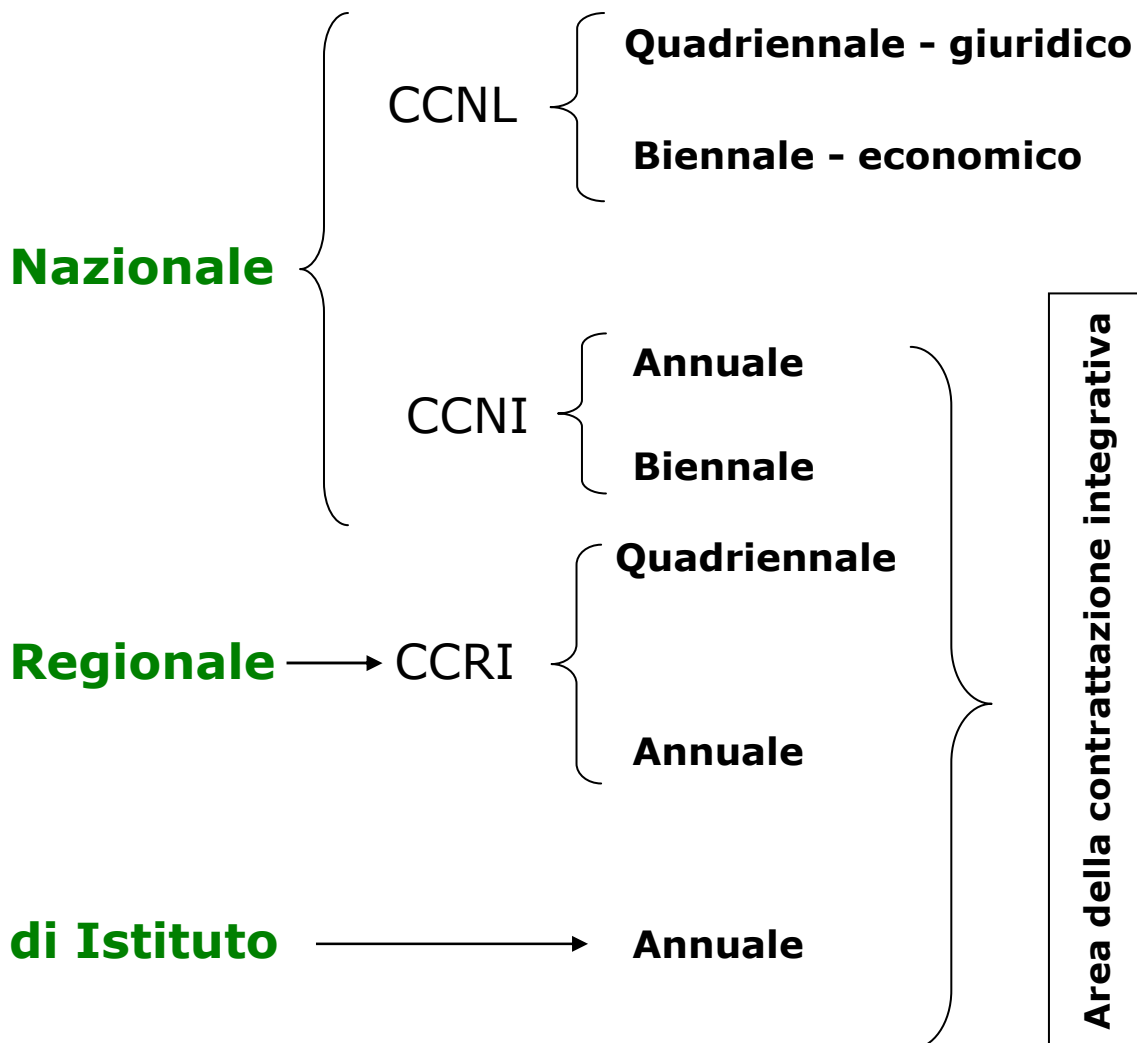 Quadriennale - giuridico
CCNL
Biennale - economico
Nazionale
Annuale
CCNI
Biennale
Quadriennale
Regionale
CCRI
Annuale
di Istituto
Annuale
Area della contrattazione integrativa